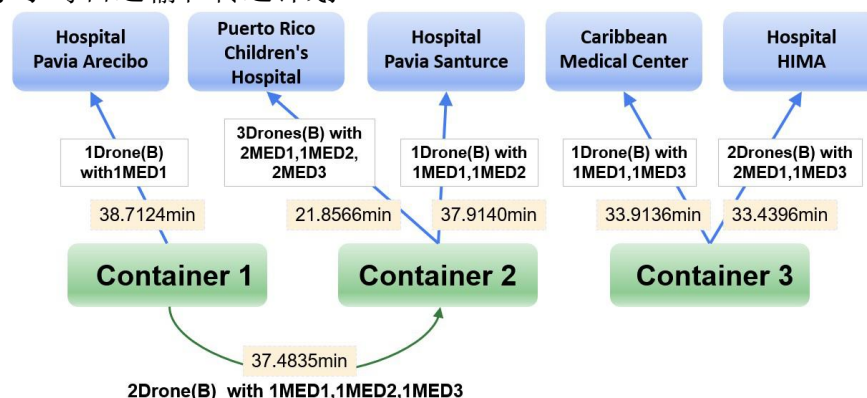 Hospital
Pavia Arecibo
Puerto Rico
Children's
Hospital
Hospital
Pavia Santurce
Caribbean
Medical Center
Hospital
HIMA
1Drone(B)
with1MED1
3Drones(B) with
2MED1,1MED2,
2MED3
1Drone(B) with
1MED1,1MED2
1Drone(B) with
1MED1,1MED3
2Drones(B) with
2MED1,1MED3
38.7124min
21.8566min
37.9140min
33.9136min
33.4396min
Container 1
Container 2
Container 3
37.4835min
2Drone(B) with 1MED1,1MED2,1MED3